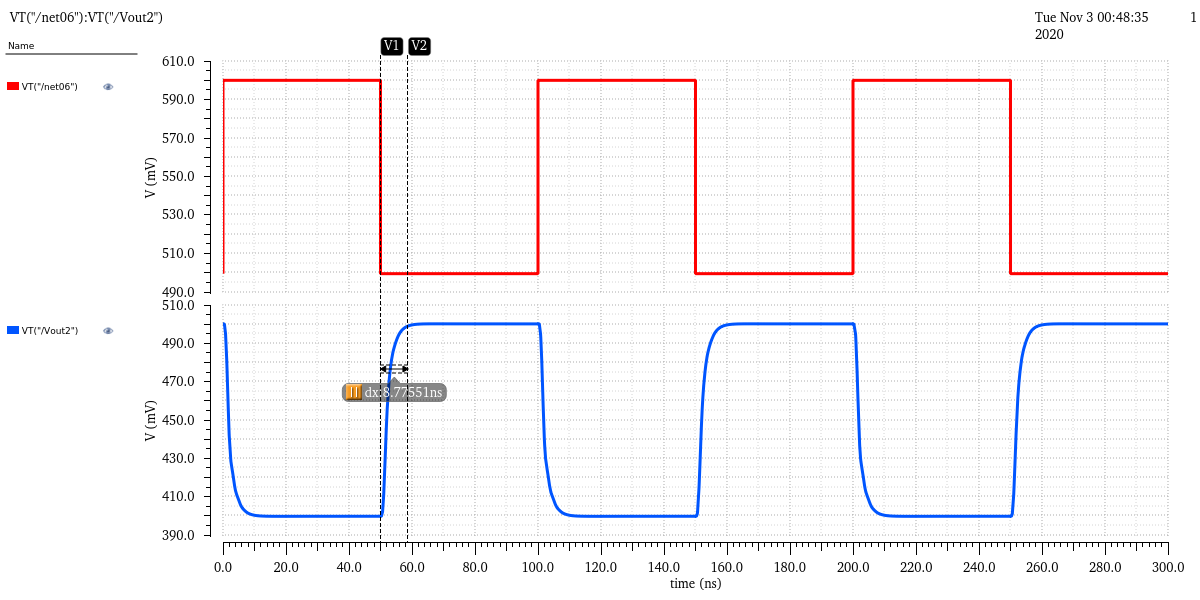 VT("/net06"):VT("/Vout2")
Tue Nov 3 00:48:35 2020
1
Name
V1 V2
VT("/net06")
610.0
590.0
570.0
550.0
530.0
510.0
490.0
V (mV)
VT("/Vout2")
510.0
490.0
470.0
450.0
430.0
410.0
390.0
V (mV)
dx:8.77551ns
0.0 20.0 40.0 60.0 80.0 100.0 120.0 140.0 160.0 180.0 200.0 220.0 240.0 260.0 280.0 300.0
time (ns)